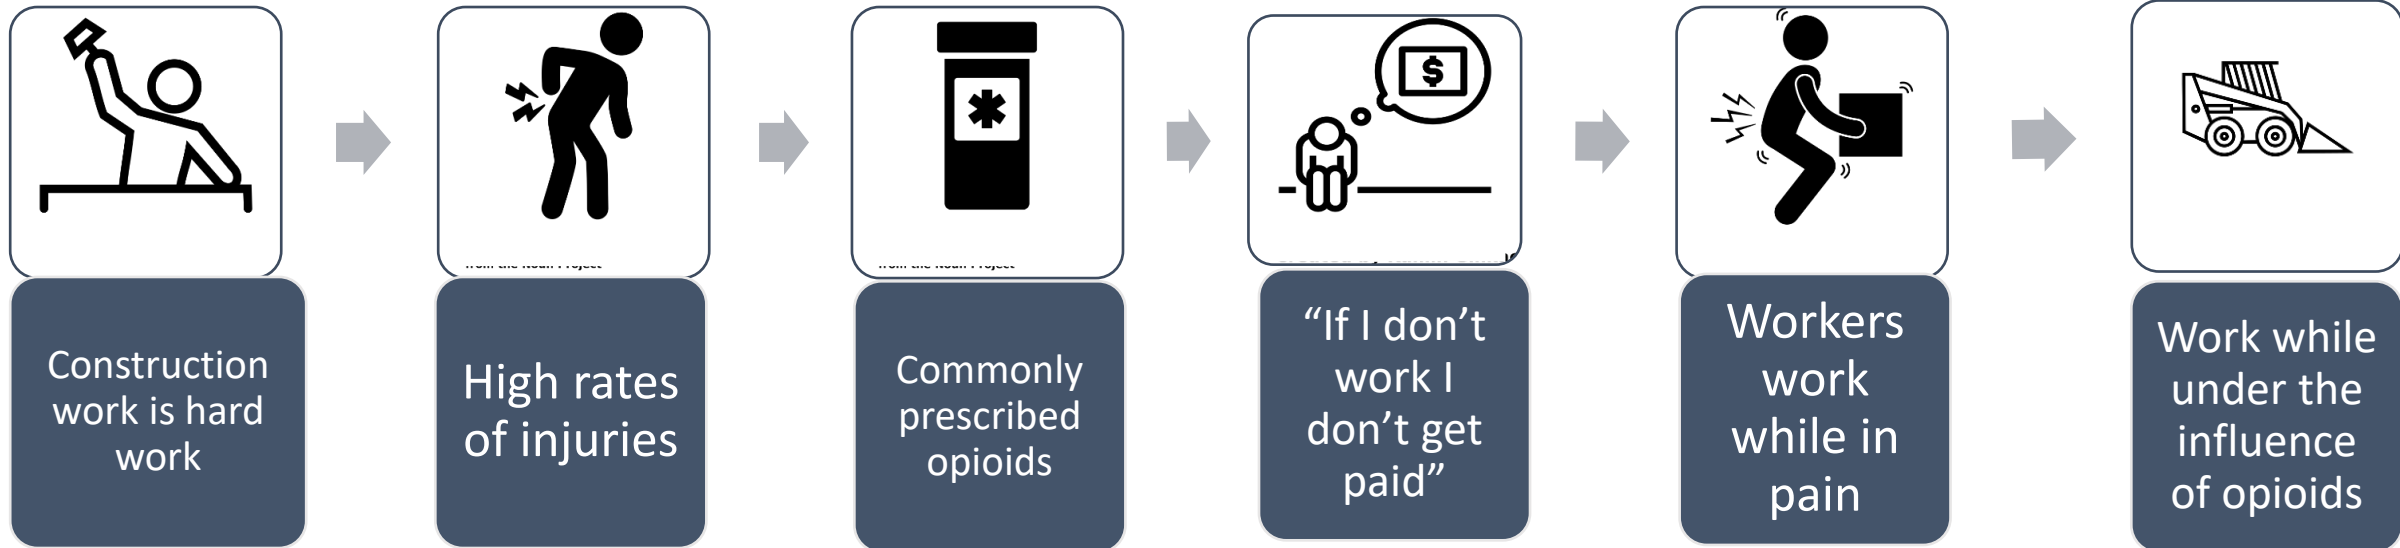 Construction
work is hard
work
High rates
of injuries
Commonly
prescribed
opioids
“If I don’t
work I
don’t get
paid”
Workers
work
while in
pain
Work while
under the
influence
of opioids
$